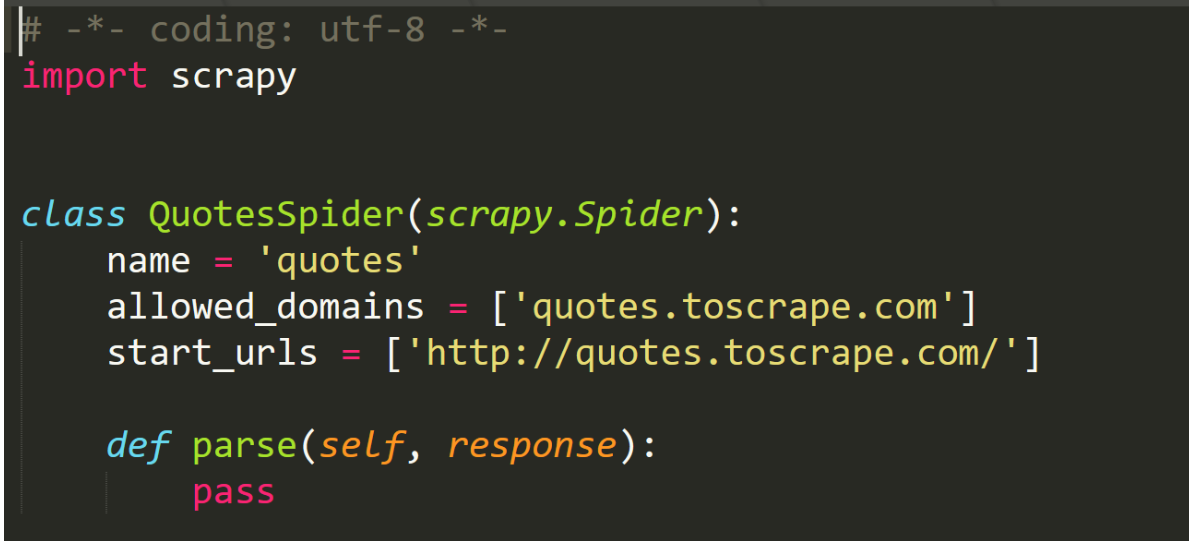 # -*- coding: utf-8 -*-
import scrapy
class QuotesSpider(scrapy.Spider):
    name = 'quotes'
    allowed_domains = ['quotes.toscrape.com']
    start_urls = ['http://quotes.toscrape.com/']
    def parse(self, response):
        pass